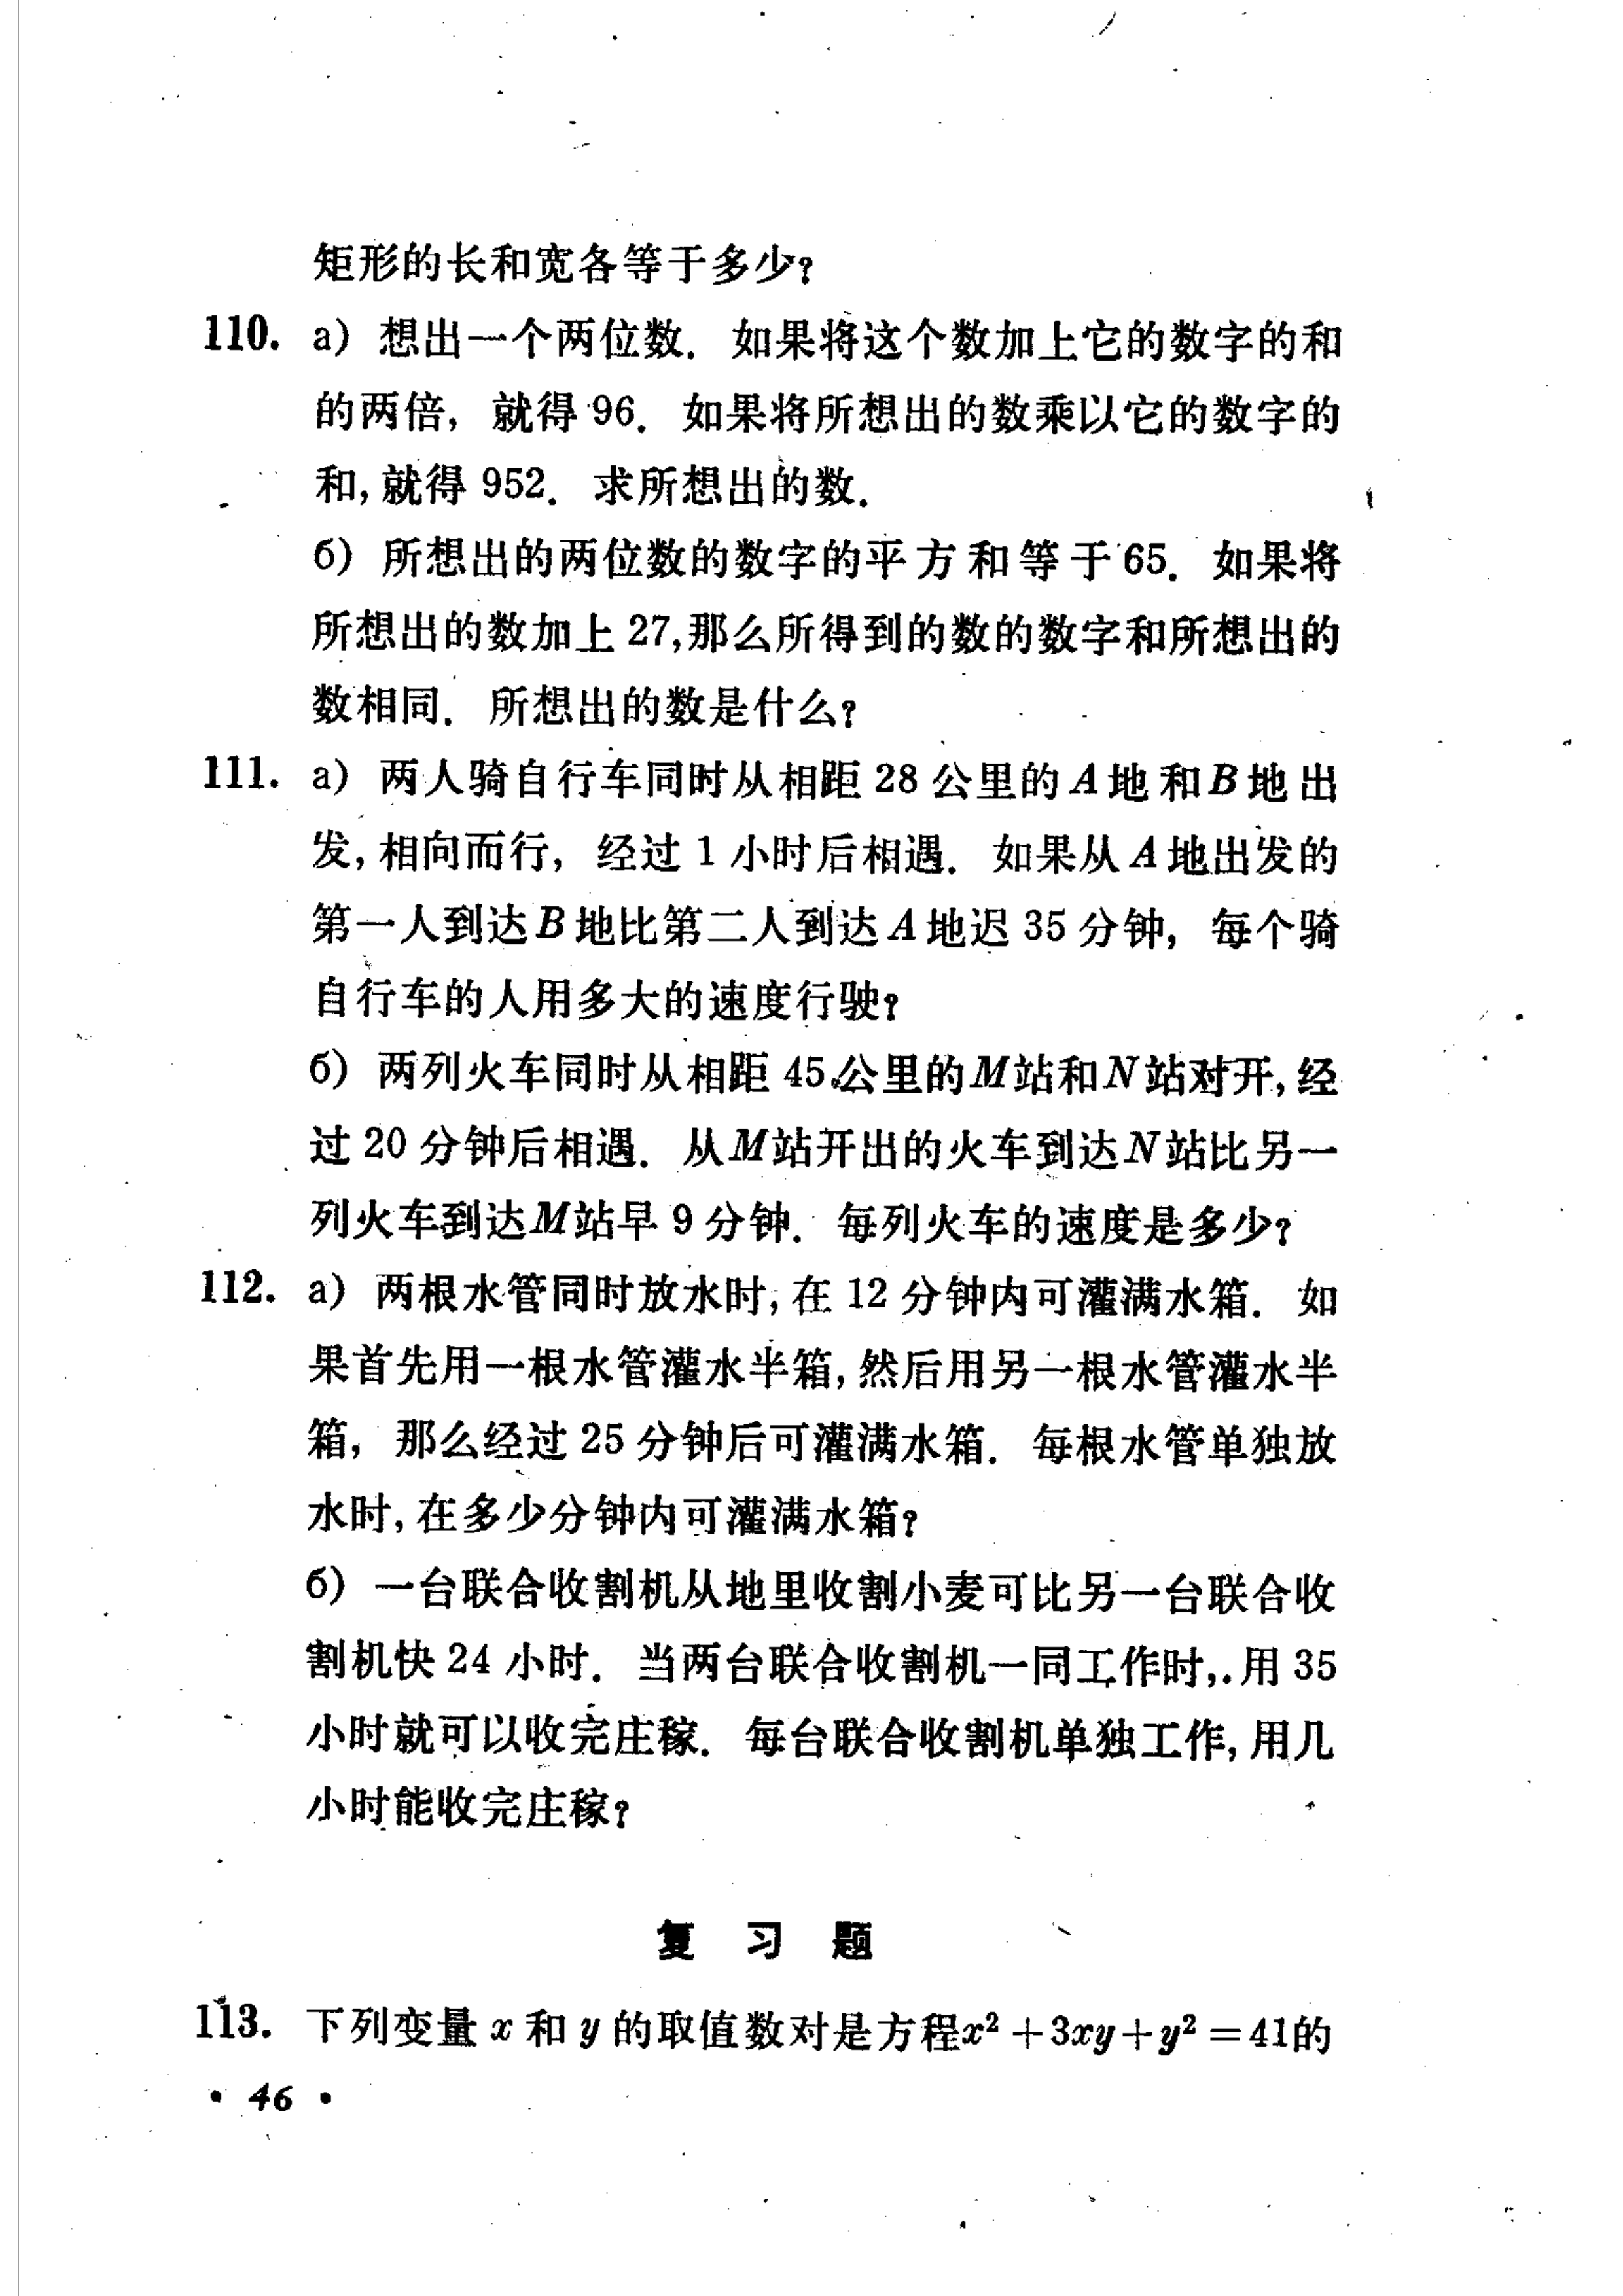 矩形的长和宽各等于多少?
110. a) 想出一个两位数. 如果将这个数加上它的数字的和
的两倍, 就得 96. 如果将所想出的数乘以它的数字的
和,就得 952. 求所想出的数.
б) 所想出的两位数的数字的平方和等于 65. 如果将
所想出的数加上 27,那么所得到的数的数字和所想出的
数相同. 所想出的数是什么?
111. a) 两人骑自行车同时从相距 28 公里的 A 地和 B 地出
发,相向而行, 经过 1 小时后相遇. 如果从 A 地出发的
第一人到达 B 地比第二人到达 A 地迟 35 分钟, 每个骑
自行车的人用多大的速度行驶?
б) 两列火车同时从相距 45 公里的 M 站和 N 站对开,经
过 20 分钟后相遇. 从 M 站开出的火车到达 N 站比另一
列火车到达 M 站早 9 分钟. 每列火车的速度是多少?
112. a) 两根水管同时放水时,在 12 分钟内可灌满水箱. 如
果首先用一根水管灌水半箱,然后用另一根水管灌水半
箱, 那么经过 25 分钟后可灌满水箱. 每根水管单独放
水时,在多少分钟内可灌满水箱?
б) 一台联合收割机从地里收割小麦可比另一台联合收
割机快 24 小时. 当两台联合收割机一同工作时,用 35
小时就可以收完庄稼. 每台联合收割机单独工作,用几
小时能收完庄稼?
复 习 题
113. 下列变量 x 和 y 的取值数对是方程 x² + 3xy + y² = 41 的
• 46 •